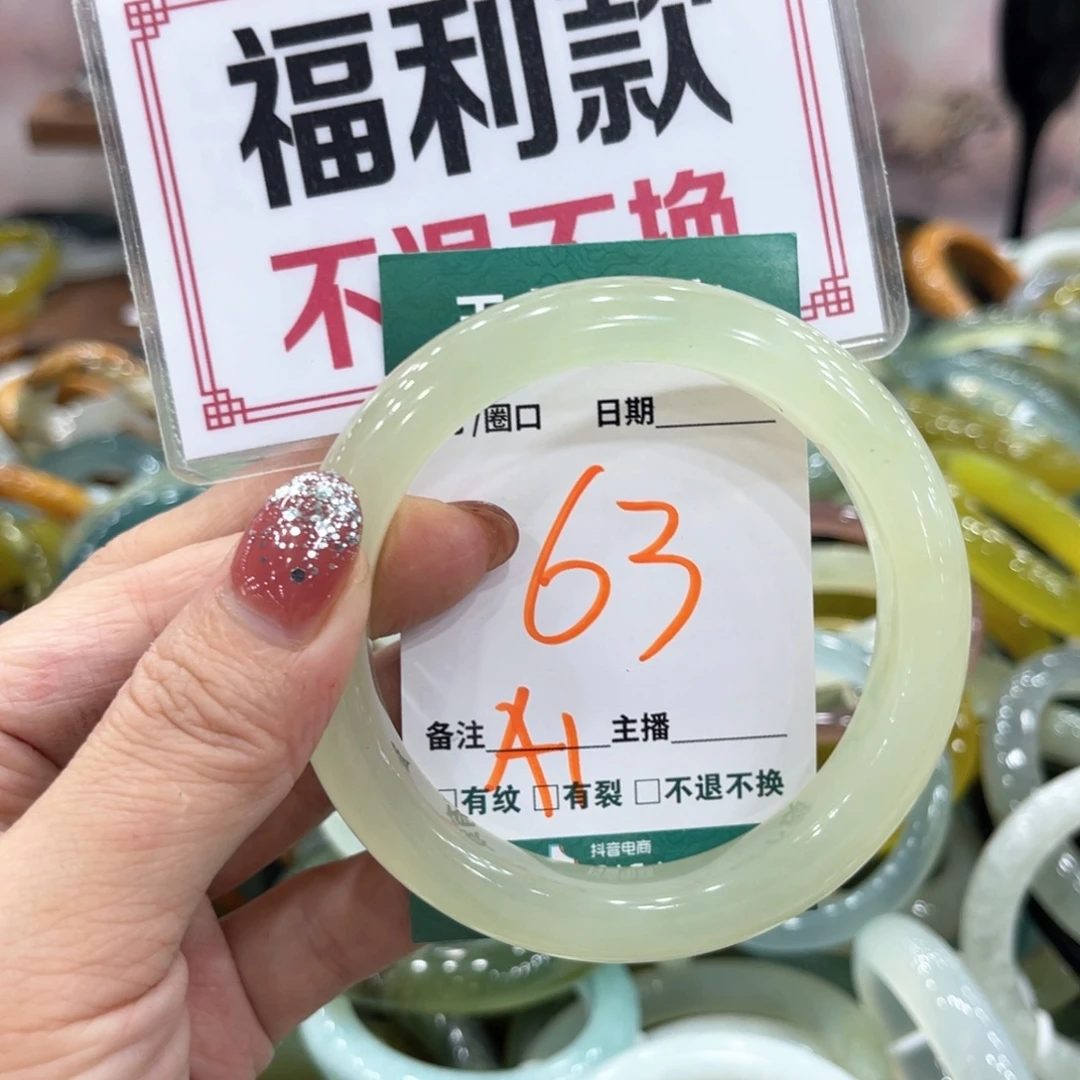 福利款
不退不换
/圈口 日期
63
备注 A1 主播
□有纹 □有裂 □不退不换
抖音电商